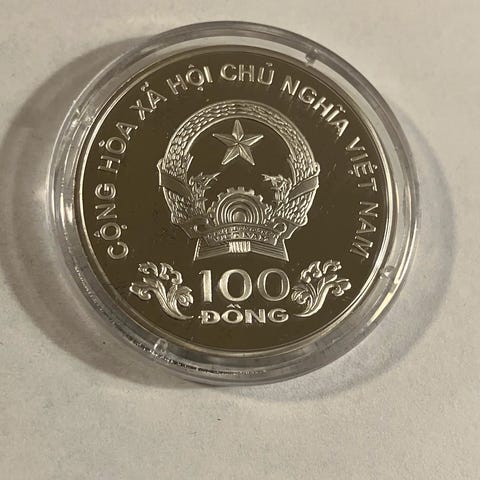 CỘNG HÒA XÃ HỘI CHỦ NGHĨA VIỆT NAM
100
ĐỒNG